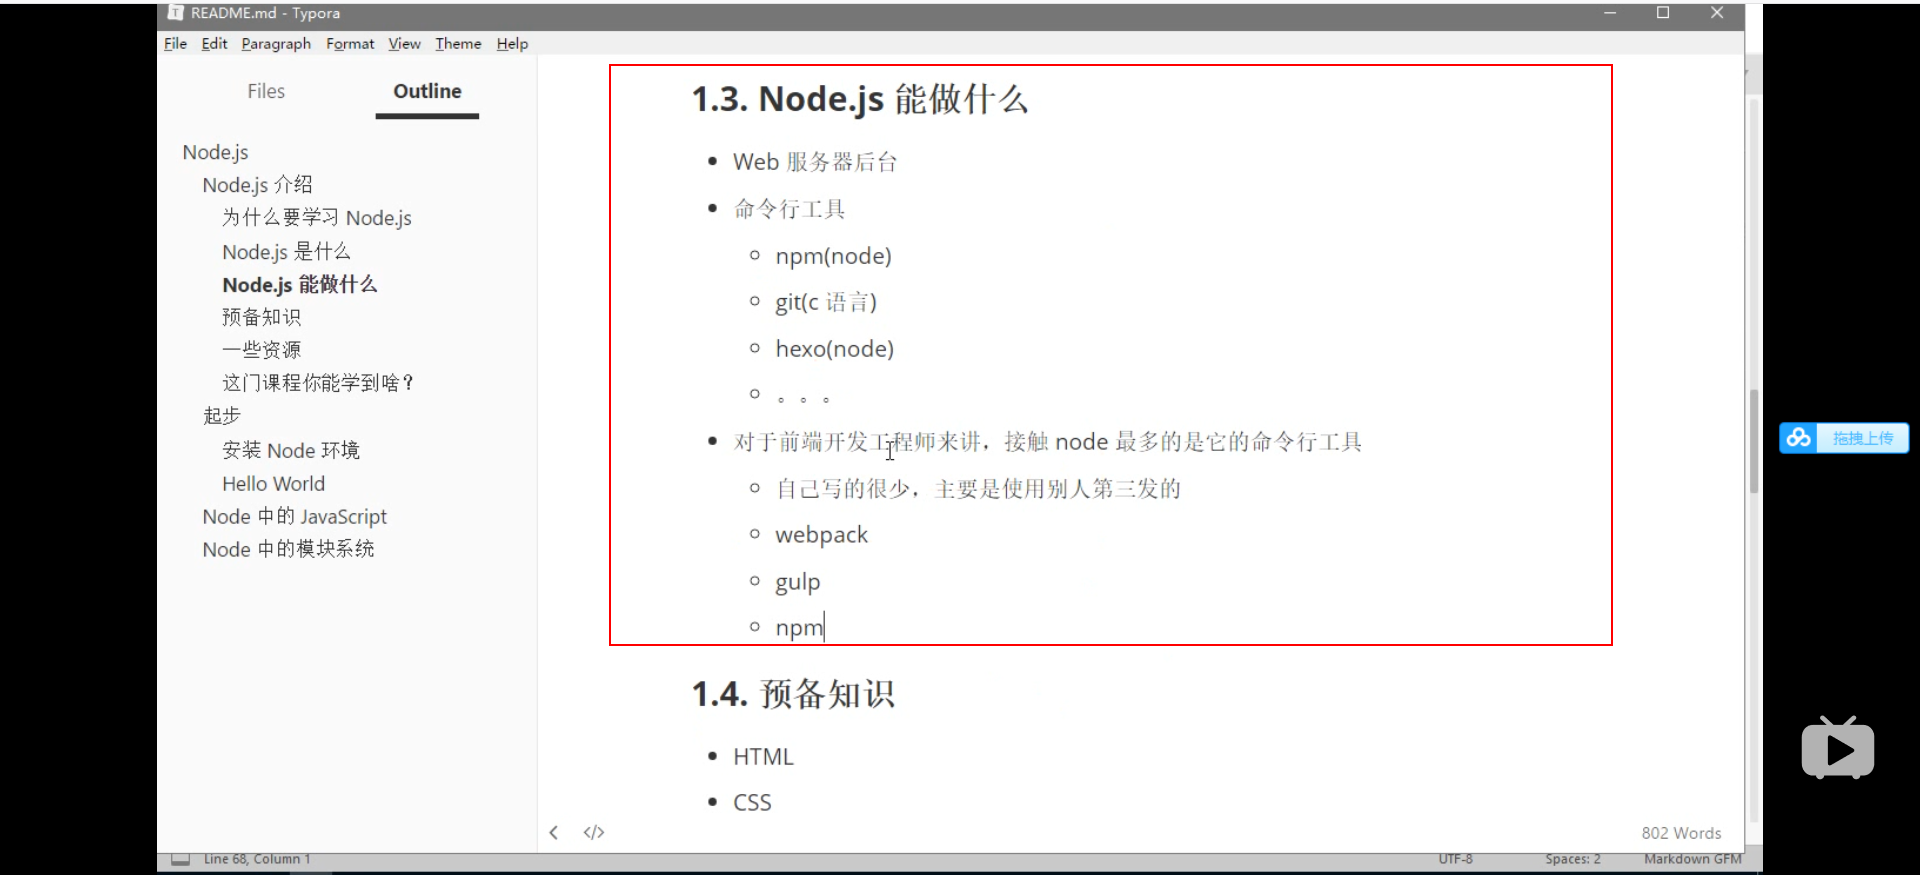 README.md - Typora
File Edit Paragraph Format View Theme Help
Files Outline
Node.js
Node.js 介绍
为什么要学习 Node.js
Node.js 是什么
Node.js 能做什么
预备知识
一些资源
这门课程你能学到啥？
起步
安装 Node 环境
Hello World
Node 中的 JavaScript
Node 中的模块系统
1.3. Node.js 能做什么
Web 服务器后台
命令行工具
npm(node)
git(c 语言)
hexo(node)
。。。
对于前端开发工程师来讲，接触 node 最多的是它的命令行工具
自己写的很少，主要是使用别人第三发的
webpack
gulp
npm
1.4. 预备知识
HTML
CSS
</>
802 Words
Line 68, Column 1
UTF-8
Spaces: 2
Markdown GFM
拖拽上传